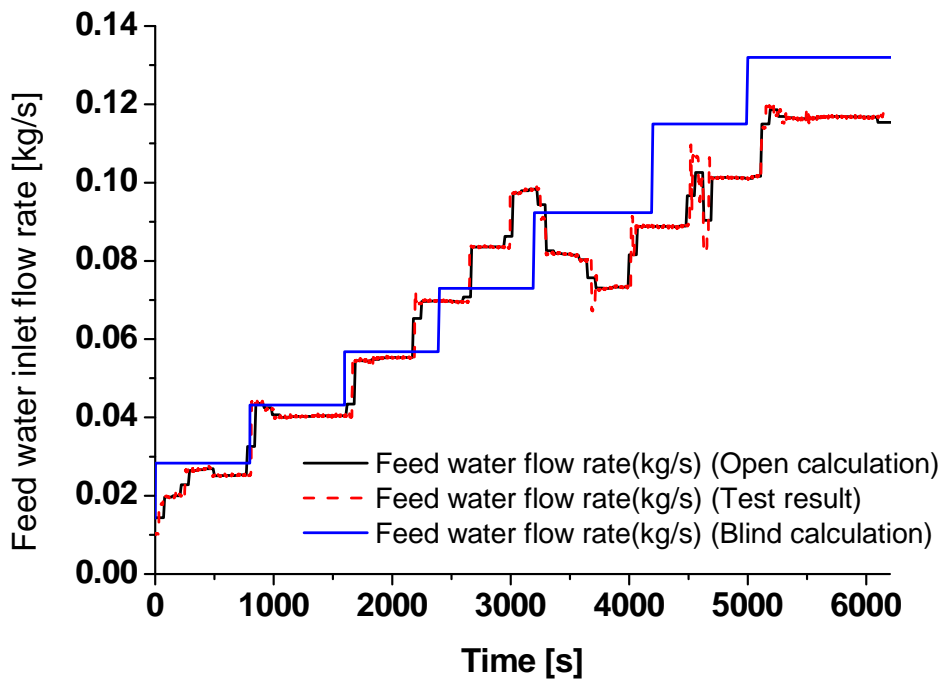 0.14
0.12
0.10
0.08
0.06
0.04
0.02
0.00
Feed water inlet flow rate [kg/s]
Feed water flow rate(kg/s) (Open calculation)
Feed water flow rate(kg/s) (Test result)
Feed water flow rate(kg/s) (Blind calculation)
0 1000 2000 3000 4000 5000 6000
Time [s]